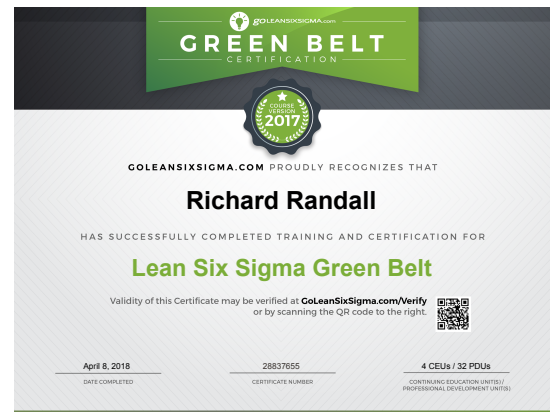 goLEANSIXSIGMA.com
GREEN BELT
CERTIFICATION
COURSE
VERSION
2017
GOLEANSIXSIGMA.COM PROUDLY RECOGNIZES THAT
Richard Randall
HAS SUCCESSFULLY COMPLETED TRAINING AND CERTIFICATION FOR
Lean Six Sigma Green Belt
Validity of this Certificate may be verified at GoLeanSixSigma.com/Verify
or by scanning the QR code to the right.
April 8, 2018
DATE COMPLETED
28837655
CERTIFICATE NUMBER
4 CEUs / 32 PDUs
CONTINUING EDUCATION UNIT(S) /
PROFESSIONAL DEVELOPMENT UNIT(S)